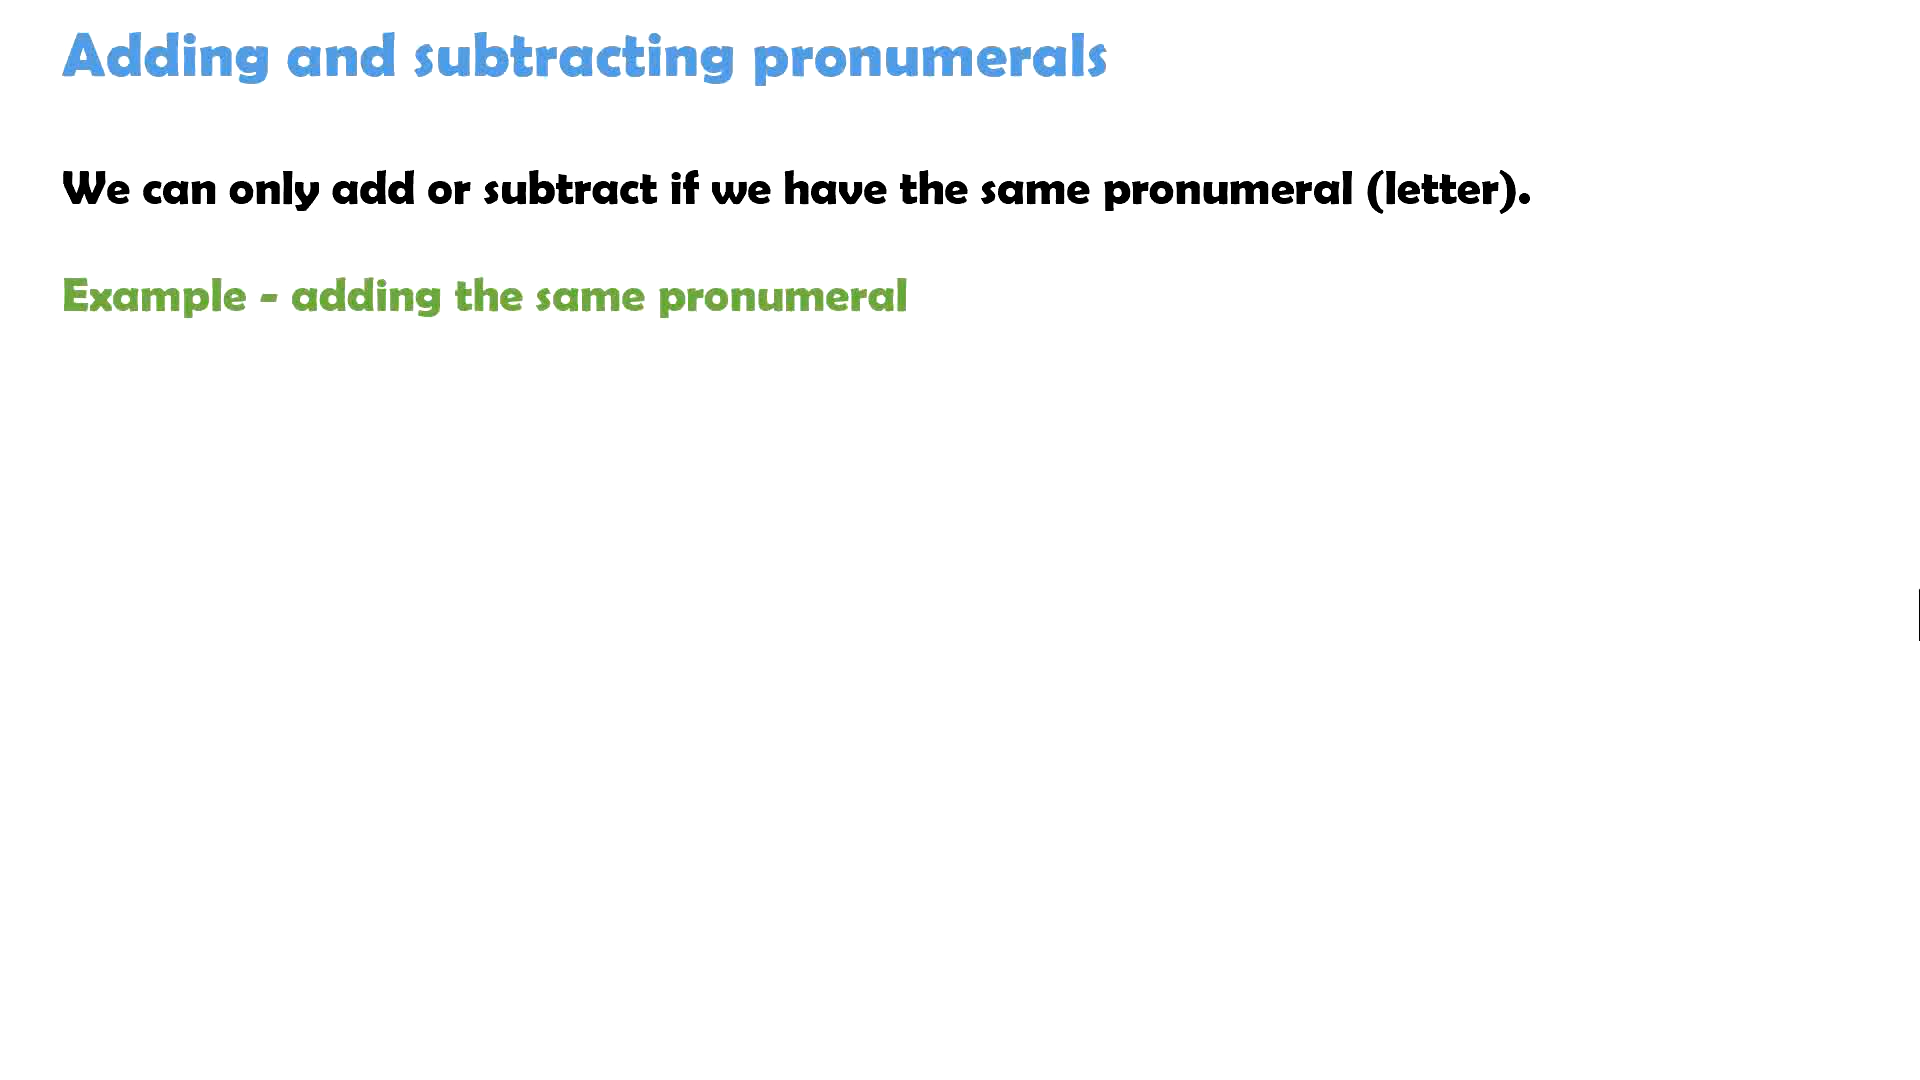 Adding and subtracting pronumerals
We can only add or subtract if we have the same pronumeral (letter).
Example - adding the same pronumeral